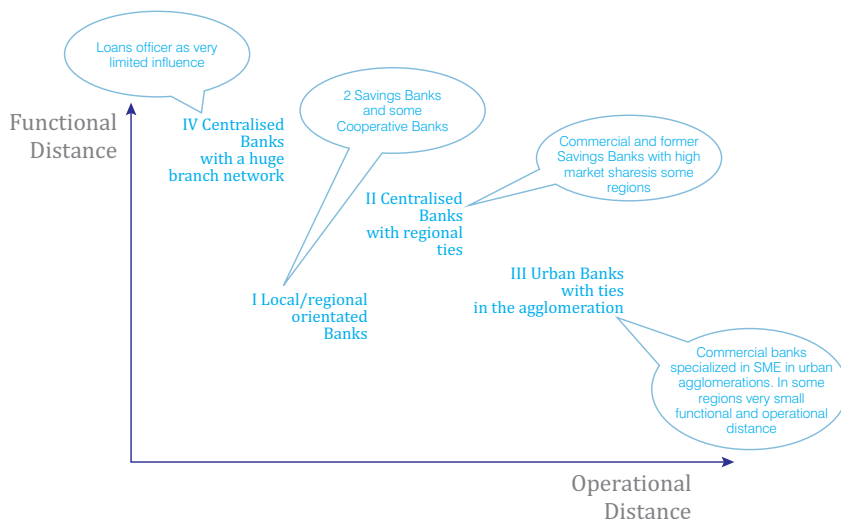 Loans officer as very
limited influence
Functional
Distance
IV Centralised
Banks
with a huge
branch network
2 Savings Banks
and some
Cooperative Banks
Commercial and former
Savings Banks with high
market sharesis some
regions
II Centralised
Banks
with regional
ties
I Local/regional
orientated
Banks
III Urban Banks
with ties
in the agglomeration
Commercial banks
specialized in SME in urban
agglomerations. In some
regions very small
functional and operational
distance
Operational
Distance